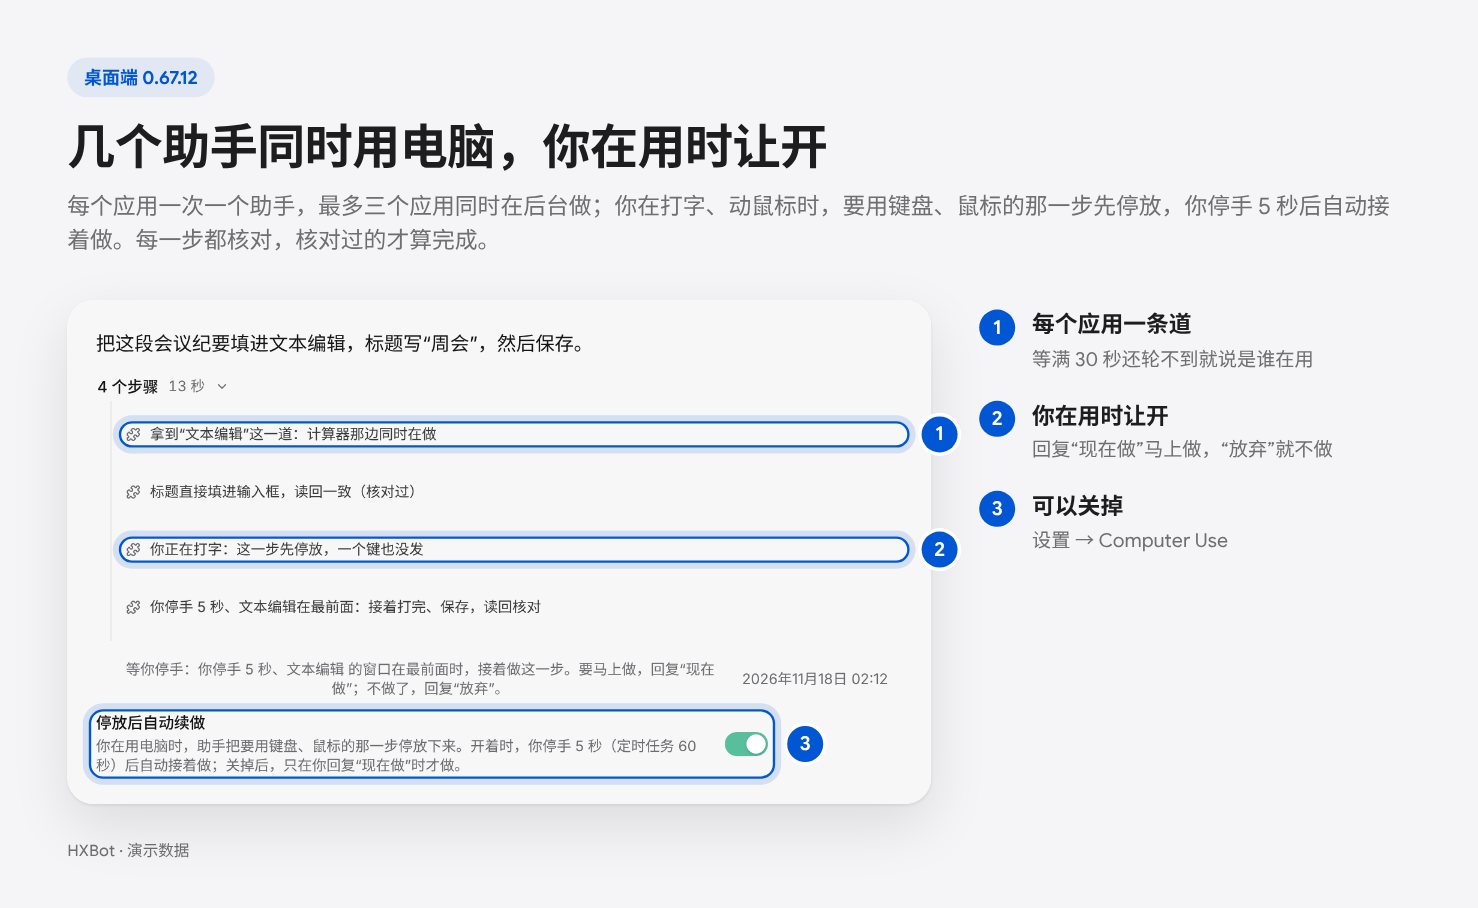 桌面端 0.67.12
几个助手同时用电脑，你在用时让开
每个应用一次一个助手，最多三个应用同时在后台做；你在打字、动鼠标时，要用键盘、鼠标的那一步先停放，你停手 5 秒后自动接
着做。每一步都核对，核对过的才算完成。
把这段会议纪要填进文本编辑，标题写“周会”，然后保存。
4 个步骤 13 秒
拿到“文本编辑”这一道：计算器那边同时在做
1
标题直接填进输入框，读回一致（核对过）
你正在打字：这一步先停放，一个键也没发
2
你停手 5 秒、文本编辑在最前面：接着打完、保存，读回核对
等你停手：你停手 5 秒、文本编辑 的窗口在最前面时，接着做这一步。要马上做，回复“现在
做”；不做了，回复“放弃”。
2026年11月18日 02:12
停放后自动续做
你在用电脑时，助手把要用键盘、鼠标的那一步停放下来。开着时，你停手 5 秒（定时任务 60
秒）后自动接着做；关掉后，只在你回复“现在做”时才做。
3
1 每个应用一条道
等满 30 秒还轮不到就说是谁在用
2 你在用时让开
回复“现在做”马上做，“放弃”就不做
3 可以关掉
设置 → Computer Use
HXBot · 演示数据